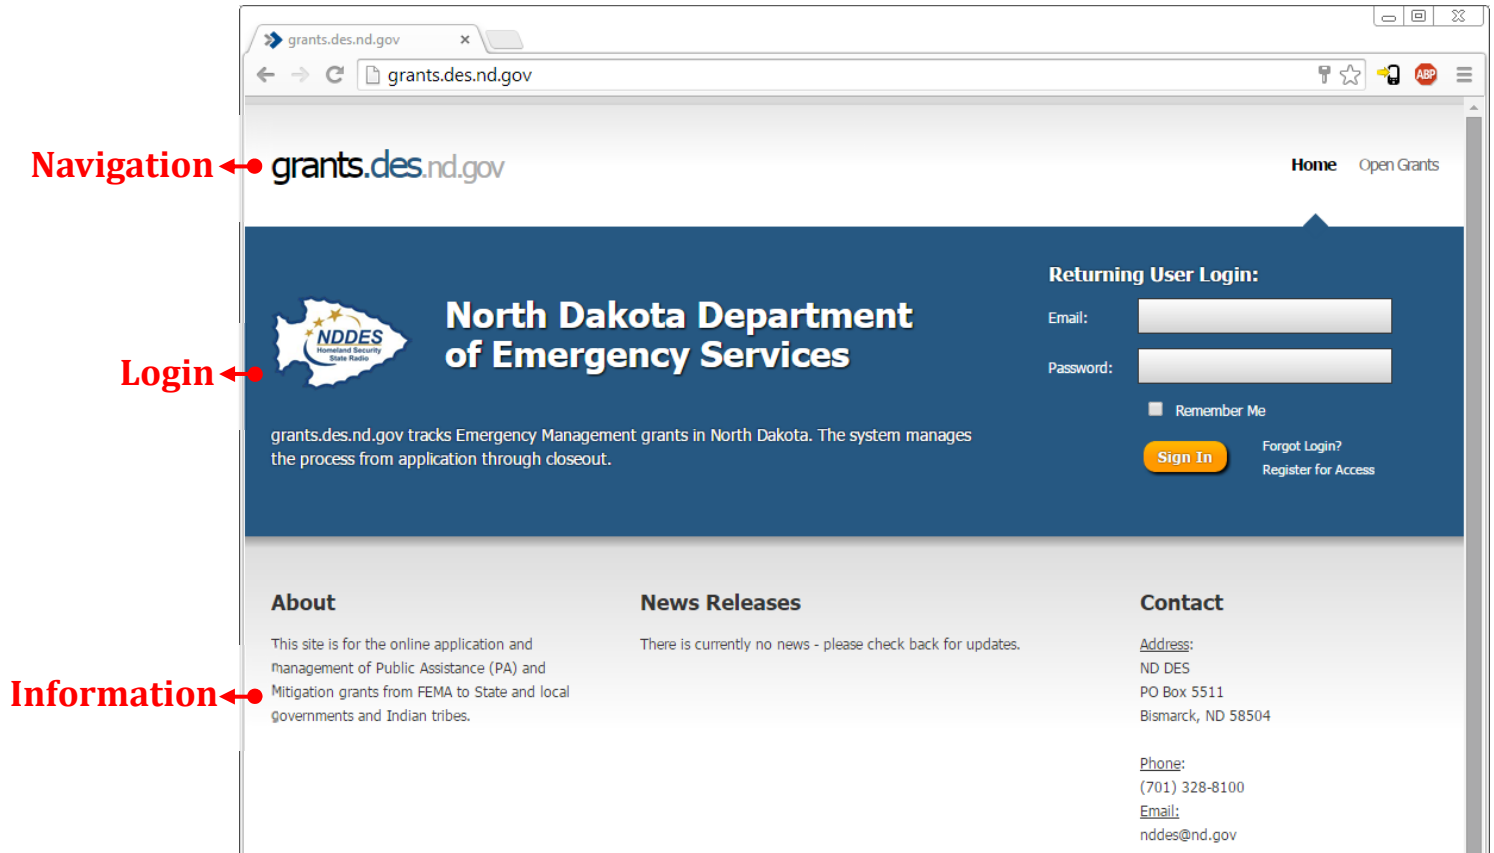 grants.des.nd.gov
grants.des.nd.gov
ABP
Navigation
grants.des.nd.gov
Home
Open Grants
Login
NDDES
Homeland Security
State Radio
North Dakota Department
of Emergency Services
grants.des.nd.gov tracks Emergency Management grants in North Dakota. The system manages
the process from application through closeout.
Returning User Login:
Email:
Password:
Remember Me
Sign In
Forgot Login?
Register for Access
Information
About
This site is for the online application and
management of Public Assistance (PA) and
Mitigation grants from FEMA to State and local
governments and Indian tribes.
News Releases
There is currently no news - please check back for updates.
Contact
Address:
ND DES
PO Box 5511
Bismarck, ND 58504
Phone:
(701) 328-8100
Email:
nddes@nd.gov